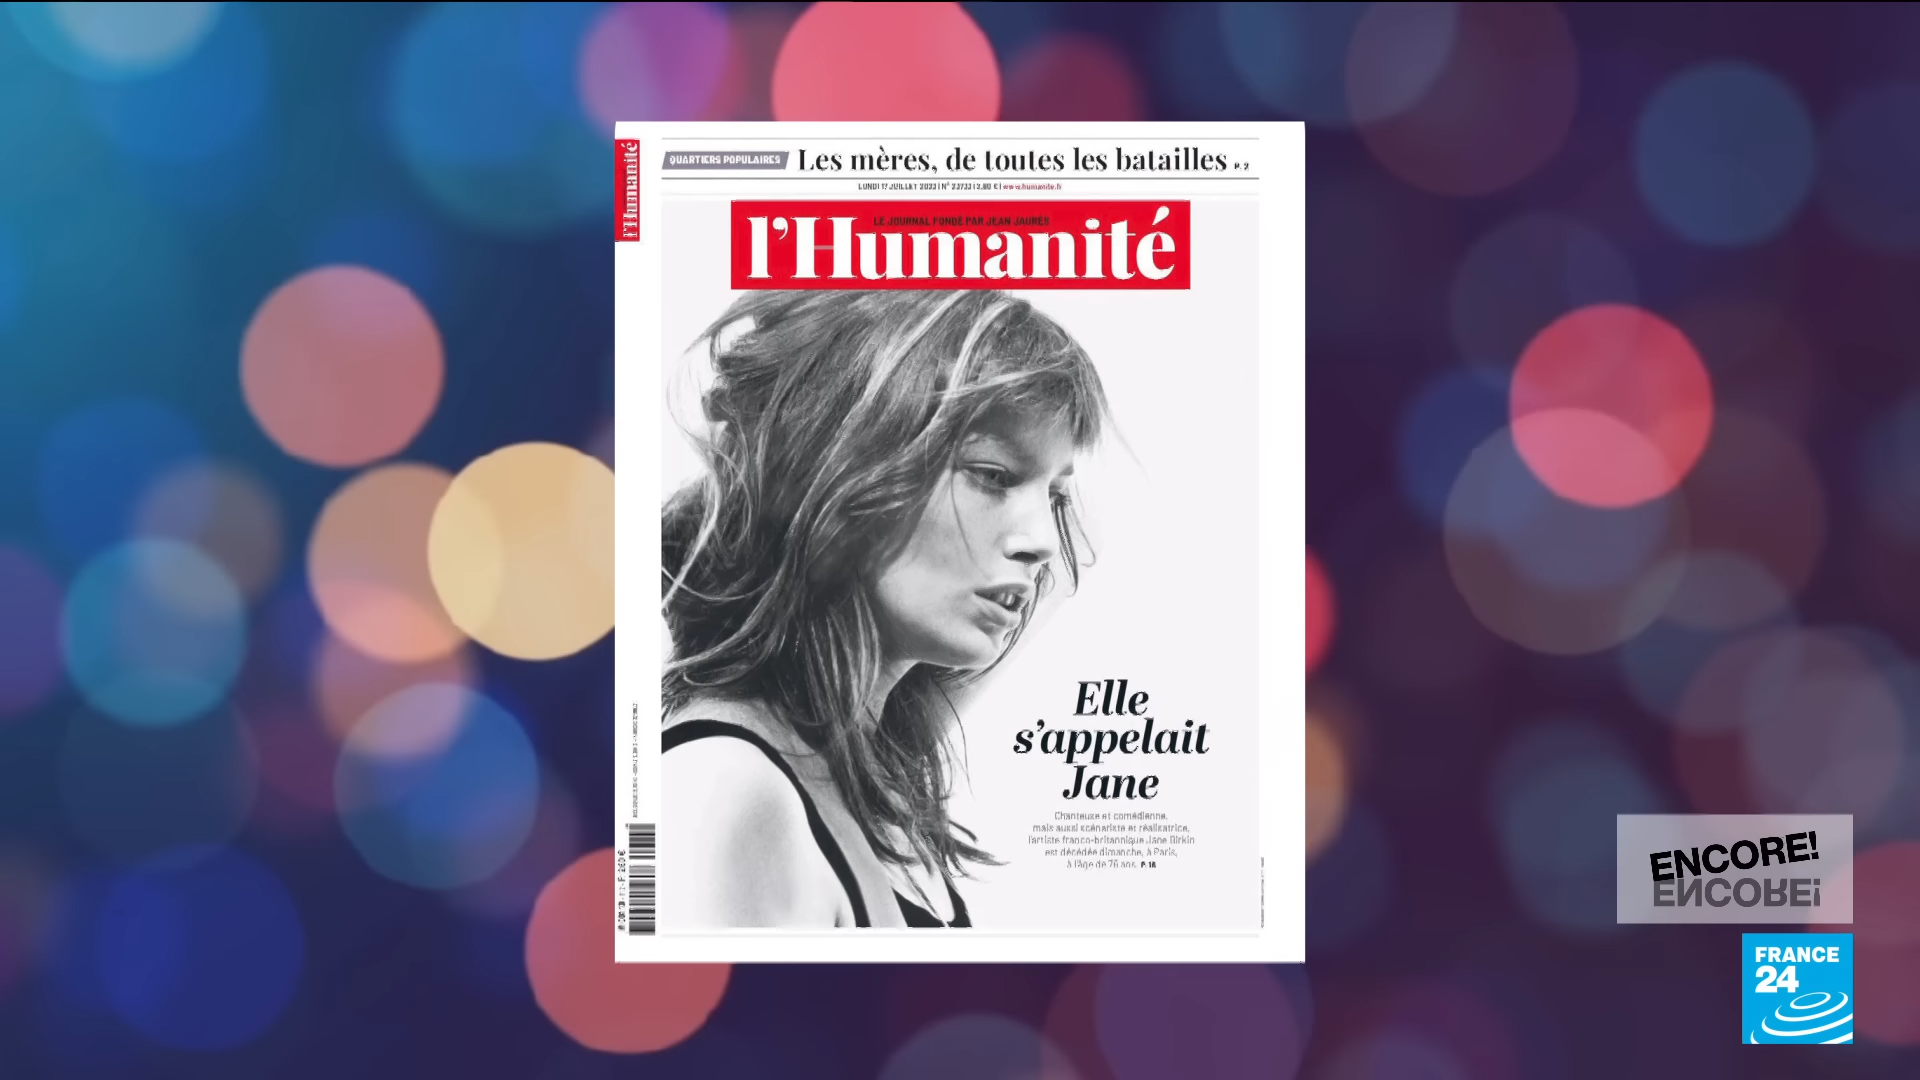 QUARTIERS POPULAIRES Les mères, de toutes les batailles P. 2
LUNDI 17 JUILLET 2023 | N° 23733 | 2,60 € | www.humanite.fr
l'Humanité
LE JOURNAL FONDÉ PAR JEAN JAURÈS
l'Humanité
Elle
s'appelait
Jane
Chanteuse et comédienne,
mais aussi scénariste et réalisatrice,
l'artiste franco-britannique Jane Birkin
est décédée dimanche, à Paris,
à l'âge de 76 ans. P. 16
ENCORE!
ENCORE!
FRANCE
24